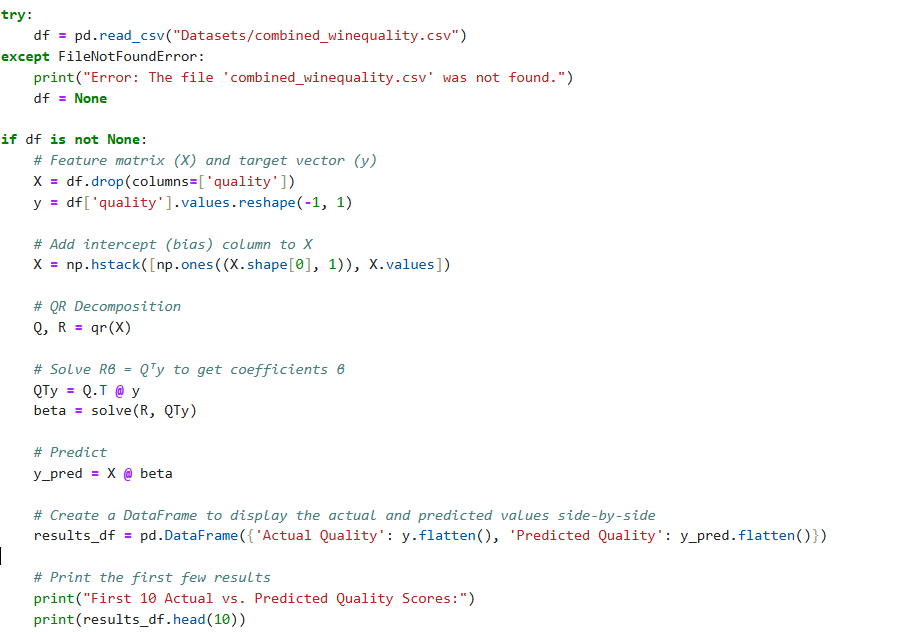 try:
    df = pd.read_csv("Datasets/combined_winequality.csv")
except FileNotFoundError:
    print("Error: The file 'combined_winequality.csv' was not found.")
    df = None

if df is not None:
    # Feature matrix (X) and target vector (y)
    X = df.drop(columns=['quality'])
    y = df['quality'].values.reshape(-1, 1)

    # Add intercept (bias) column to X
    X = np.hstack([np.ones((X.shape[0], 1)), X.values])

    # QR Decomposition
    Q, R = qr(X)

    # Solve Rβ = Qᵀy to get coefficients β
    QTy = Q.T @ y
    beta = solve(R, QTy)

    # Predict
    y_pred = X @ beta

    # Create a DataFrame to display the actual and predicted values side-by-side
    results_df = pd.DataFrame({'Actual Quality': y.flatten(), 'Predicted Quality': y_pred.flatten()})

    # Print the first few results
    print("First 10 Actual vs. Predicted Quality Scores:")
    print(results_df.head(10))